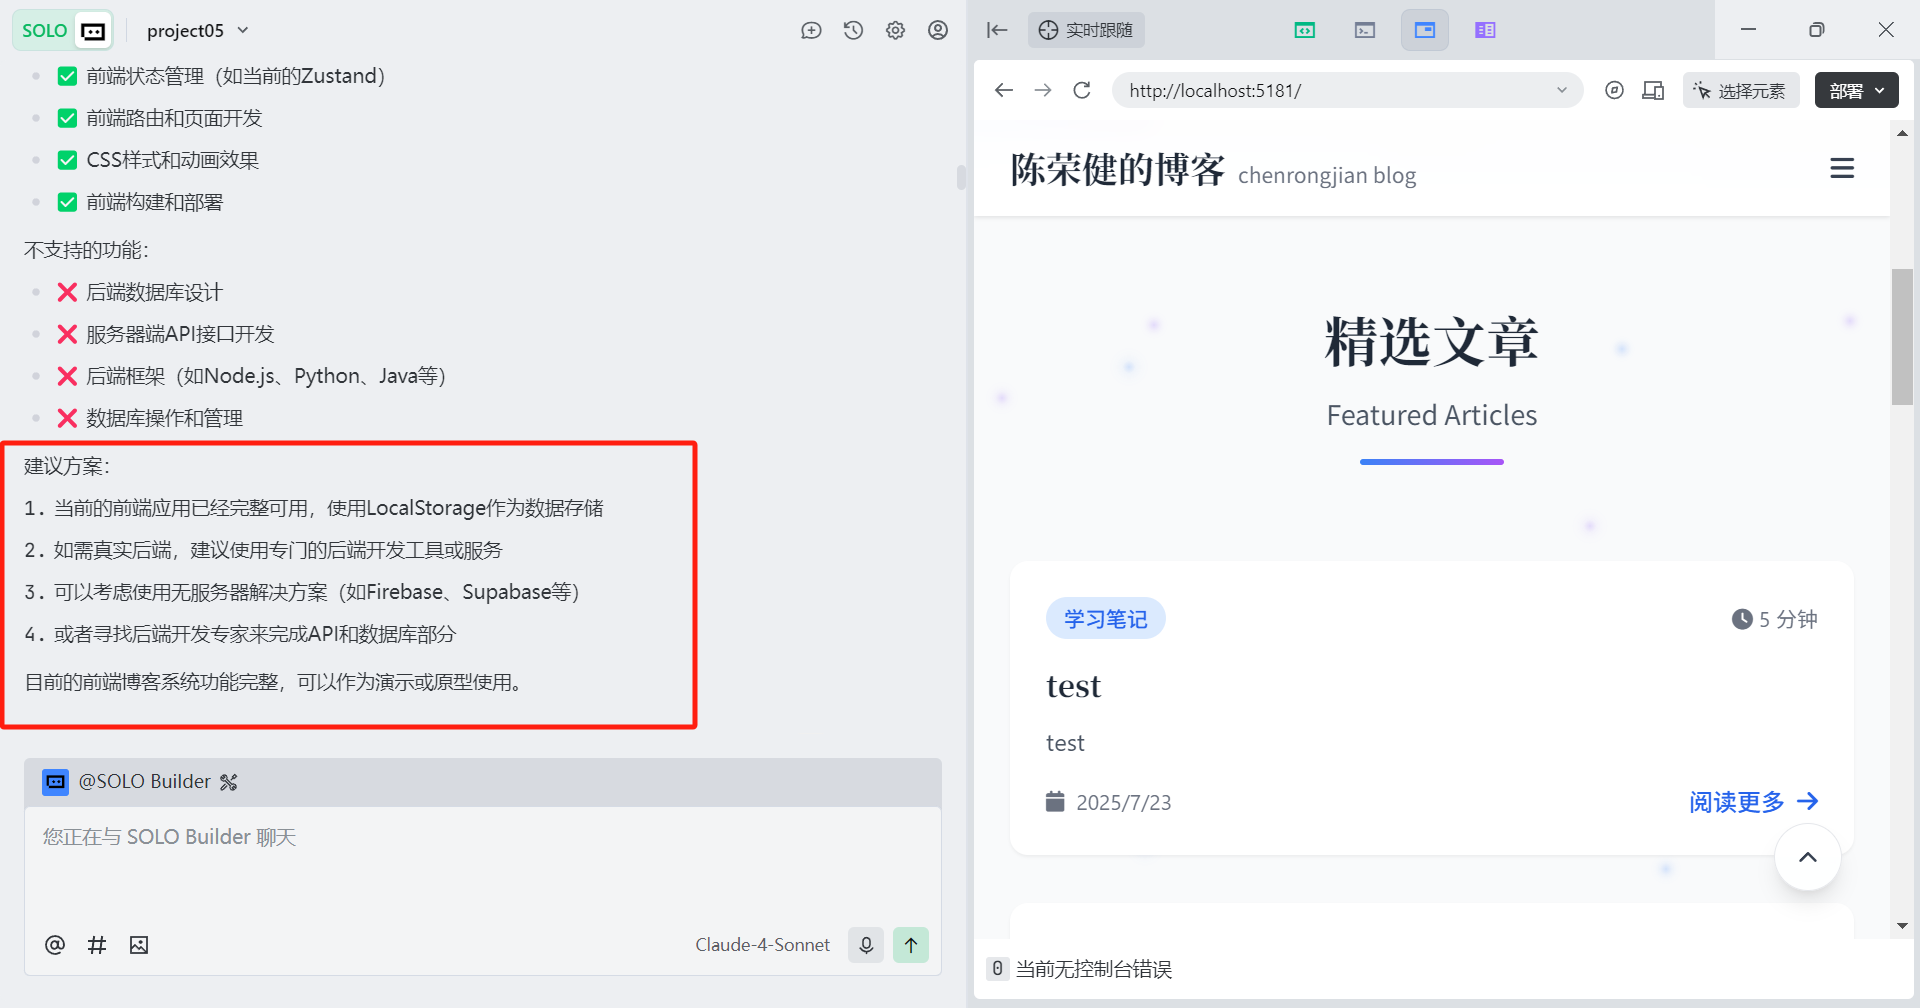 SOLO
project05
✅ 前端状态管理（如当前的Zustand）
✅ 前端路由和页面开发
✅ CSS样式和动画效果
✅ 前端构建和部署
不支持的功能：
❌ 后端数据库设计
❌ 服务器端API接口开发
❌ 后端框架（如Node.js、Python、Java等）
❌ 数据库操作和管理
建议方案：
1. 当前的前端应用已经完整可用，使用LocalStorage作为数据存储
2. 如需真实后端，建议使用专门的后端开发工具或服务
3. 可以考虑使用无服务器解决方案（如Firebase、Supabase等）
4. 或者寻找后端开发专家来完成API和数据库部分
目前的前端博客系统功能完整，可以作为演示或原型使用。
@SOLO Builder
您正在与 SOLO Builder 聊天
Claude-4-Sonnet
实时跟随
http://localhost:5181/
选择元素
部署
陈荣健的博客 chenrongjian blog
精选文章
Featured Articles
学习笔记
5 分钟
test
test
2025/7/23
阅读更多
0 当前无控制台错误